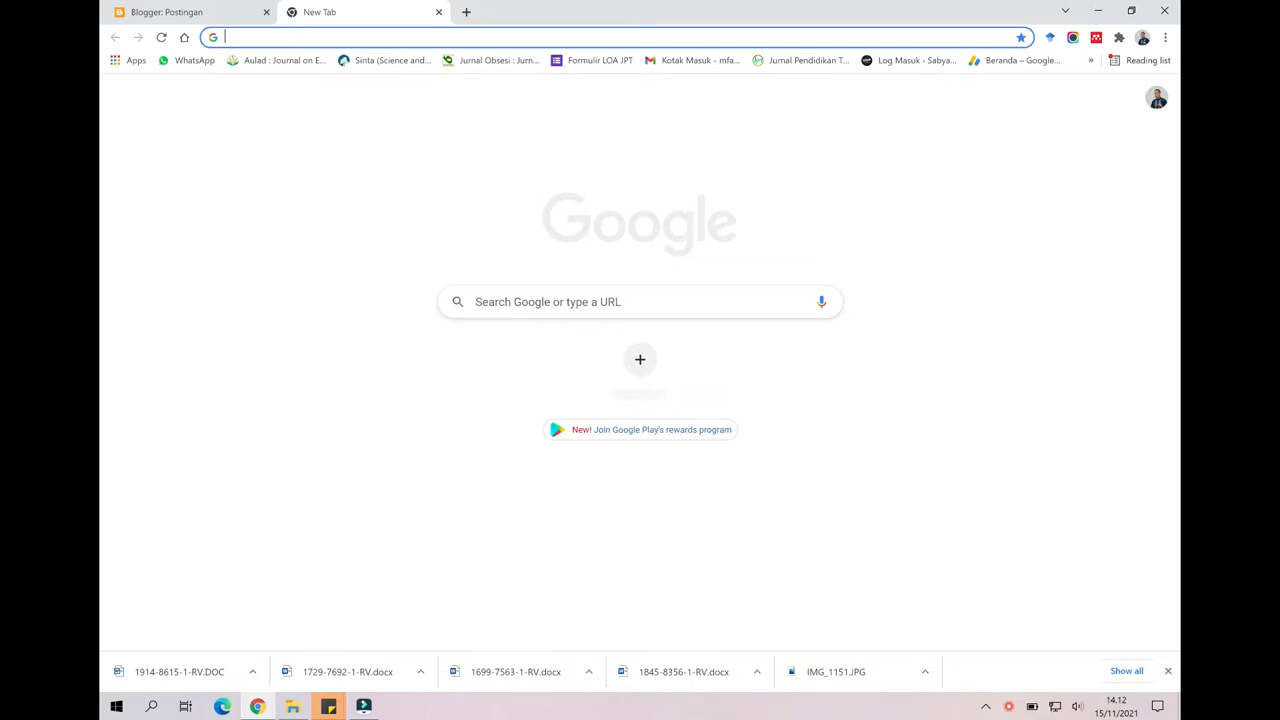 Blogger: Postingan
New Tab
Apps
WhatsApp
Aulad : Journal on E...
Sinta (Science and...
Jurnal Obsesi : Jurn...
Formulir LOA JPT
Kotak Masuk - mfa...
Jurnal Pendidikan T...
Log Masuk ‹ Sabya...
Beranda – Google...
»
Reading list
Google
Search Google or type a URL
New! Join Google Play's rewards program
1914-8615-1-RV.DOC
1729-7692-1-RV.docx
1699-7563-1-RV.docx
1845-8356-1-RV.docx
IMG_1151.JPG
Show all
14.12
15/11/2021